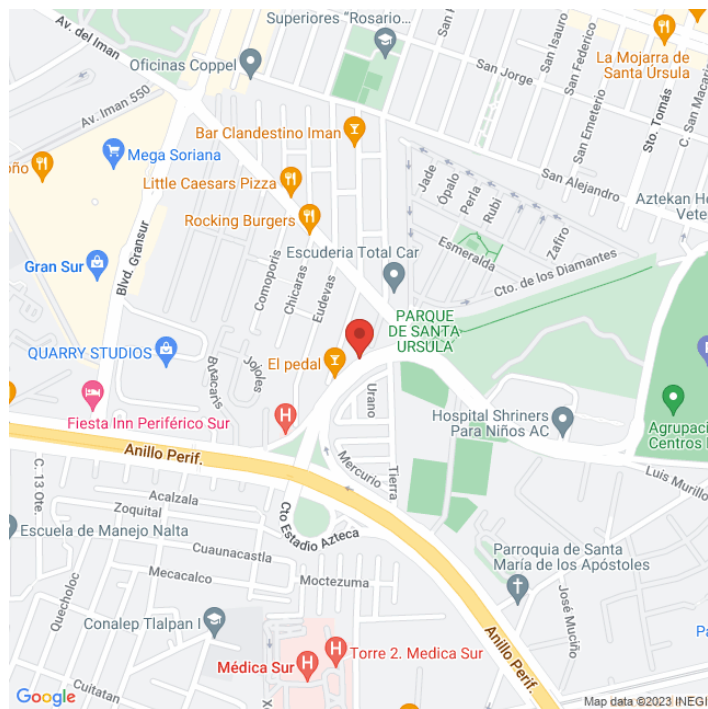 Av. del Iman
Superiores "Rosario...
Oficinas Coppel
San Jorge
San Isauro
San Federico
La Mojarra de
Santa Úrsula
San Emeterio
Sto. Tomás
C. San Macario
Av. Iman 550
Mega Soriana
Bar Clandestino Iman
Little Caesars Pizza
Rocking Burgers
San Alejandro
Jade
Ópalo
Perla
Rubi
Esmeralda
Zafiro
Cto. de los Diamantes
Gran Sur
Blvd. Gransur
Comoporis
Chicaras
Eudevas
Escuderia Total Car
PARQUE
DE SANTA
URSULA
QUARRY STUDIOS
Jojoles
El pedal
Urano
Fiesta Inn Periférico Sur
Hospital Shriners
Para Niños AC
Anillo Perif.
Mercurio
Tierra
Luis Murillo
C. 13 Ote.
Acalzala
Zoquital
Escuela de Manejo Nalta
Cuaunacastla
Cto Estadio Azteca
Mecacalco
Moctezuma
Parroquia de Santa
María de los Apóstoles
José Muciño
Quecholoc
Conalep Tlalpan I
Torre 2. Medica Sur
Médica Sur
Anillo Perif.
Cuitatan
Google
Map data ©2023 INEGI